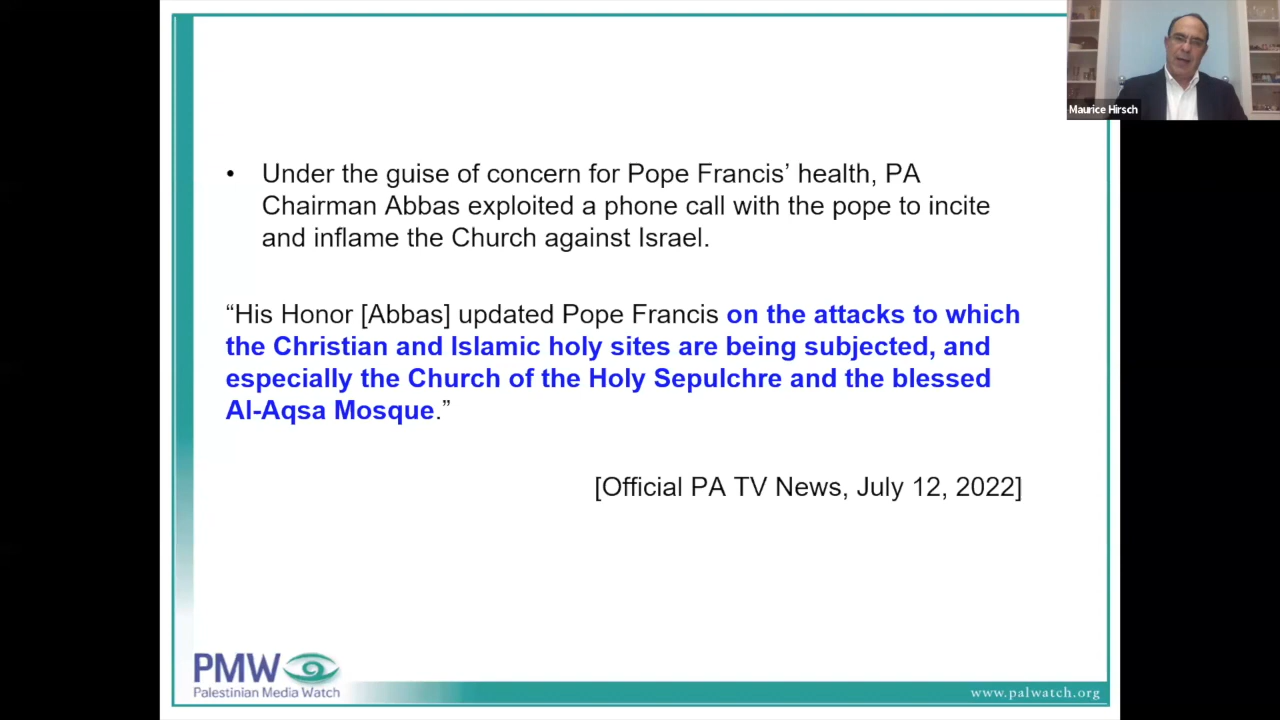 Maurice Hirsch
• Under the guise of concern for Pope Francis’ health, PA
Chairman Abbas exploited a phone call with the pope to incite
and inflame the Church against Israel.
“His Honor [Abbas] updated Pope Francis on the attacks to which
the Christian and Islamic holy sites are being subjected, and
especially the Church of the Holy Sepulchre and the blessed
Al-Aqsa Mosque.”
[Official PA TV News, July 12, 2022]
PMW
Palestinian Media Watch
www.palwatch.org